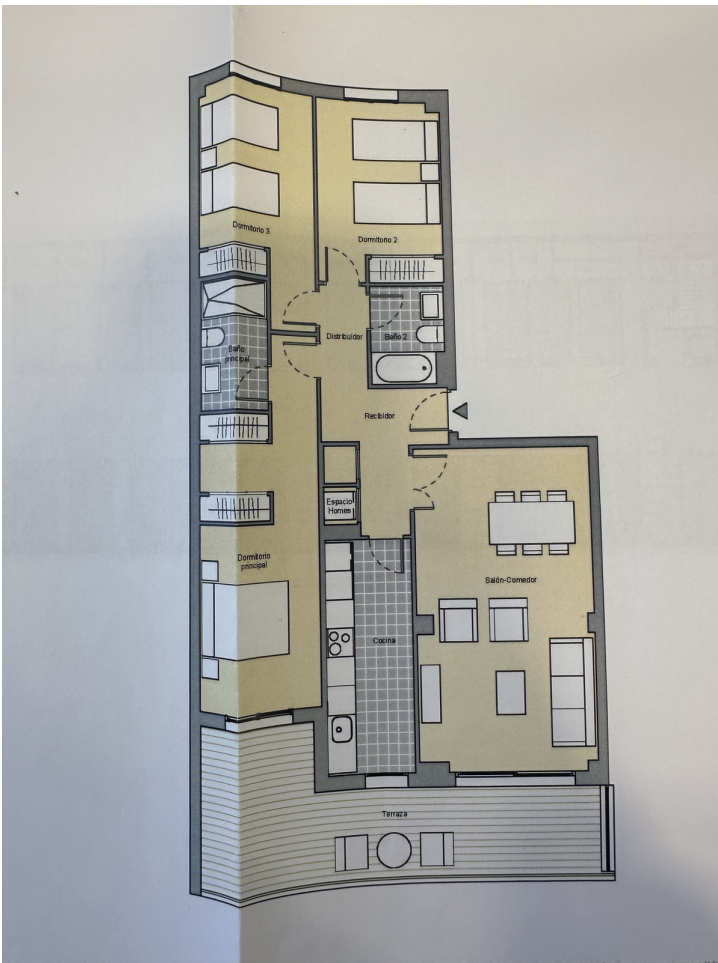 Dormitorio 3
Dormitorio 2
Distribuidor
Baño 2
Baño
principal
Recibidor
Espacio
Homes
Dormitorio
principal
Salón-Comedor
Cocina
Terraza